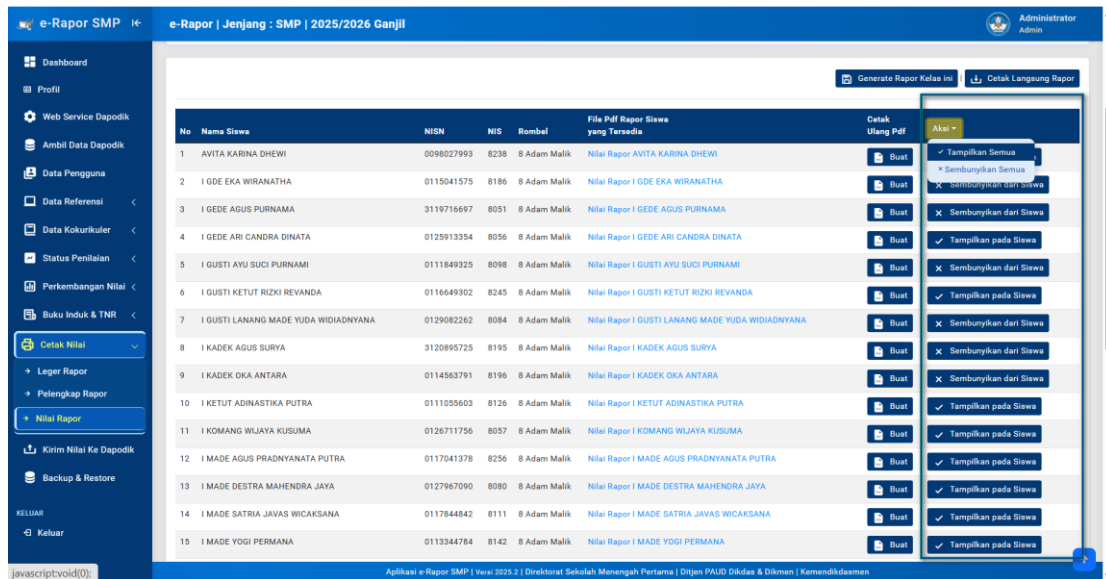 e-Rapor SMP
e-Rapor | Jenjang : SMP | 2025/2026 Ganjil
Administrator
Admin
Dashboard
Profil
Web Service Dapodik
Ambil Data Dapodik
Data Pengguna
Data Referensi
Data Kokurikuler
Status Penilaian
Perkembangan Nilai
Buku Induk & TNR
Cetak Nilai
Leger Rapor
Pelengkap Rapor
Nilai Rapor
Kirim Nilai Ke Dapodik
Backup & Restore
KELUAR
Keluar
javascript:void(0);
Generate Rapor Kelas ini | Cetak Langsung Rapor
No Nama Siswa NISN NIS Rombel File Pdf Rapor Siswa yang Tersedia Cetak Ulang Pdf Aksi
Tampilkan Semua
Sembunyikan Semua
1 AVITA KARINA DHEWI 0098027993 8238 8 Adam Malik Nilai Rapor AVITA KARINA DHEWI Buat
2 I GDE EKA WIRANATHA 0115041575 8186 8 Adam Malik Nilai Rapor I GDE EKA WIRANATHA Buat Sembunyikan dari Siswa
3 I GEDE AGUS PURNAMA 3119716697 8051 8 Adam Malik Nilai Rapor I GEDE AGUS PURNAMA Buat Sembunyikan dari Siswa
4 I GEDE ARI CANDRA DINATA 0125913354 8056 8 Adam Malik Nilai Rapor I GEDE ARI CANDRA DINATA Buat Tampilkan pada Siswa
5 I GUSTI AYU SUCI PURNAMI 0111849325 8098 8 Adam Malik Nilai Rapor I GUSTI AYU SUCI PURNAMI Buat Sembunyikan dari Siswa
6 I GUSTI KETUT RIZKI REVANDA 0116649302 8245 8 Adam Malik Nilai Rapor I GUSTI KETUT RIZKI REVANDA Buat Tampilkan pada Siswa
7 I GUSTI LANANG MADE YUDA WIDIADNYANA 0129082262 8084 8 Adam Malik Nilai Rapor I GUSTI LANANG MADE YUDA WIDIADNYANA Buat Sembunyikan dari Siswa
8 I KADEK AGUS SURYA 3120895725 8195 8 Adam Malik Nilai Rapor I KADEK AGUS SURYA Buat Sembunyikan dari Siswa
9 I KADEK OKA ANTARA 0114563791 8196 8 Adam Malik Nilai Rapor I KADEK OKA ANTARA Buat Sembunyikan dari Siswa
10 I KETUT ADINASTIKA PUTRA 0111055603 8126 8 Adam Malik Nilai Rapor I KETUT ADINASTIKA PUTRA Buat Tampilkan pada Siswa
11 I KOMANG WIJAYA KUSUMA 0126711756 8057 8 Adam Malik Nilai Rapor I KOMANG WIJAYA KUSUMA Buat Tampilkan pada Siswa
12 I MADE AGUS PRADNYANATA PUTRA 0117041378 8256 8 Adam Malik Nilai Rapor I MADE AGUS PRADNYANATA PUTRA Buat Tampilkan pada Siswa
13 I MADE DESTRA MAHENDRA JAYA 0127967090 8080 8 Adam Malik Nilai Rapor I MADE DESTRA MAHENDRA JAYA Buat Tampilkan pada Siswa
14 I MADE SATRIA JAVAS WICAKSANA 0117844842 8111 8 Adam Malik Nilai Rapor I MADE SATRIA JAVAS WICAKSANA Buat Tampilkan pada Siswa
15 I MADE YOGI PERMANA 0113344784 8142 8 Adam Malik Nilai Rapor I MADE YOGI PERMANA Buat Tampilkan pada Siswa
Aplikasi e-Rapor SMP | Versi 2025.2 | Direktorat Sekolah Menengah Pertama | Ditjen PAUD Dikdas & Dikmen | Kemendikdasmen